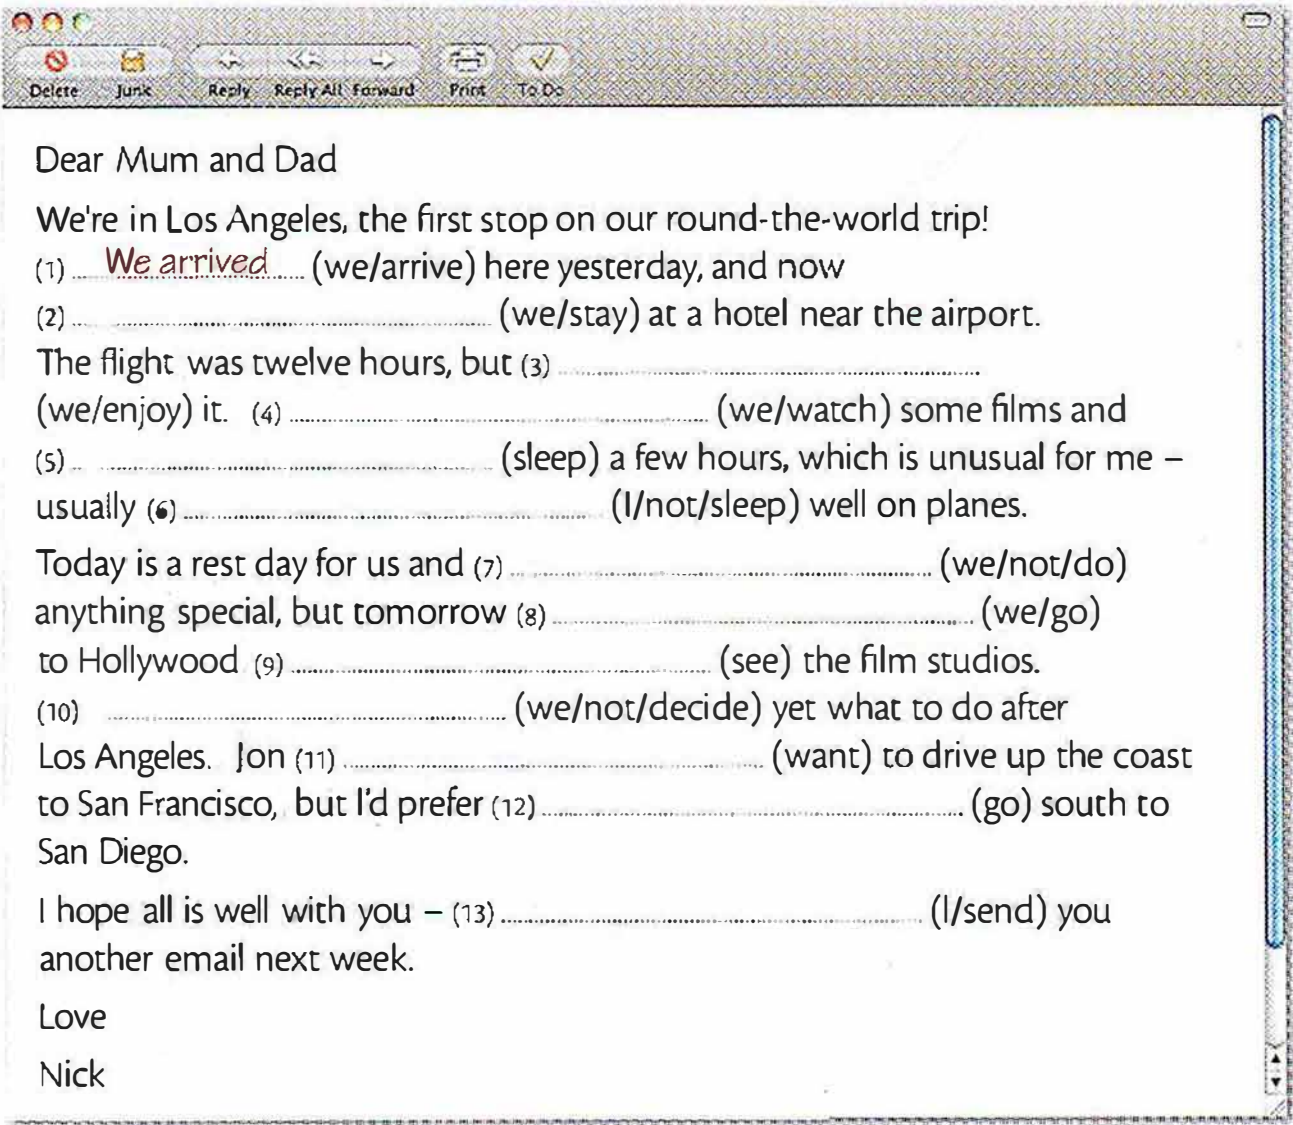 Delete Junk Reply Reply All Forward Print To Do
Dear Mum and Dad
We're in Los Angeles, the first stop on our round-the-world trip!
(1) We arrived (we/arrive) here yesterday, and now
(2) (we/stay) at a hotel near the airport.
The flight was twelve hours, but (3)
(we/enjoy) it. (4) (we/watch) some films and
(5) (sleep) a few hours, which is unusual for me –
usually (6) (I/not/sleep) well on planes.
Today is a rest day for us and (7) (we/not/do)
anything special, but tomorrow (8) (we/go)
to Hollywood (9) (see) the film studios.
(10) (we/not/decide) yet what to do after
Los Angeles. Jon (11) (want) to drive up the coast
to San Francisco, but I'd prefer (12) (go) south to
San Diego.
I hope all is well with you – (13) (I/send) you
another email next week.
Love
Nick